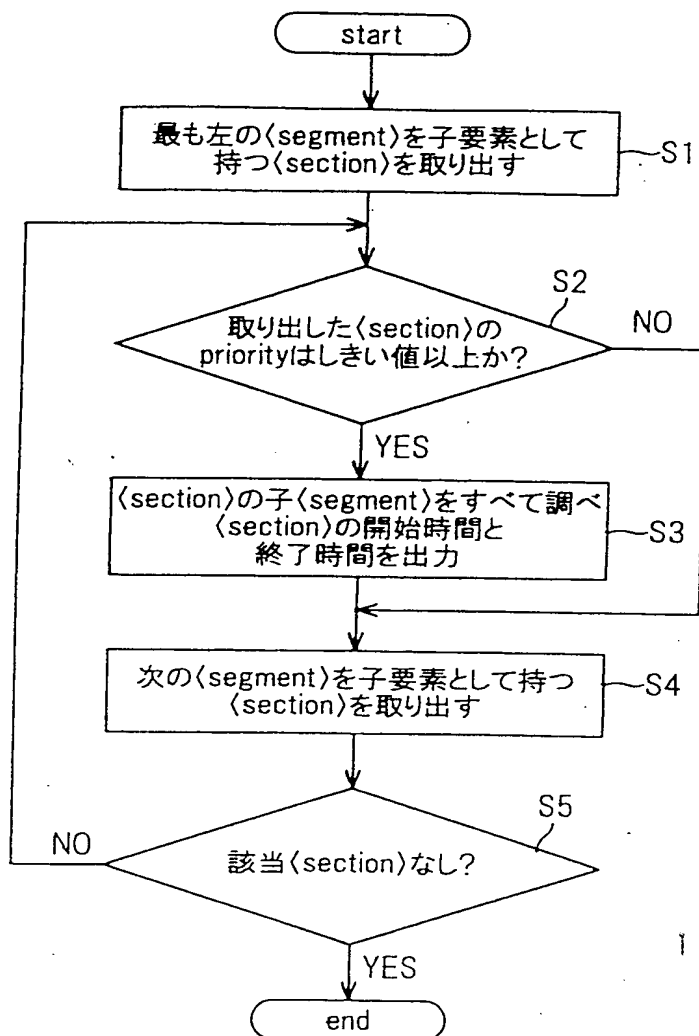 start
最も左の〈segment〉を子要素として
持つ〈section〉を取り出す
S1
S2
取り出した〈section〉の
priorityはしきい値以上か?
NO
YES
〈section〉の子〈segment〉をすべて調べ
〈section〉の開始時間と
終了時間を出力
S3
次の〈segment〉を子要素として持つ
〈section〉を取り出す
S4
S5
NO
該当〈section〉なし?
YES
end